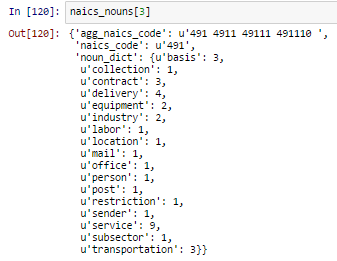 In [120]: naics_nouns[3]
Out[120]: {'agg_naics_code': u'491 4911 49111 491110 ',
'naics_code': u'491',
'noun_dict': {u'basis': 3,
u'collection': 1,
u'contract': 3,
u'delivery': 4,
u'equipment': 2,
u'industry': 2,
u'labor': 1,
u'location': 1,
u'mail': 1,
u'office': 1,
u'person': 1,
u'post': 1,
u'restriction': 1,
u'sender': 1,
u'service': 9,
u'subsector': 1,
u'transportation': 3}}